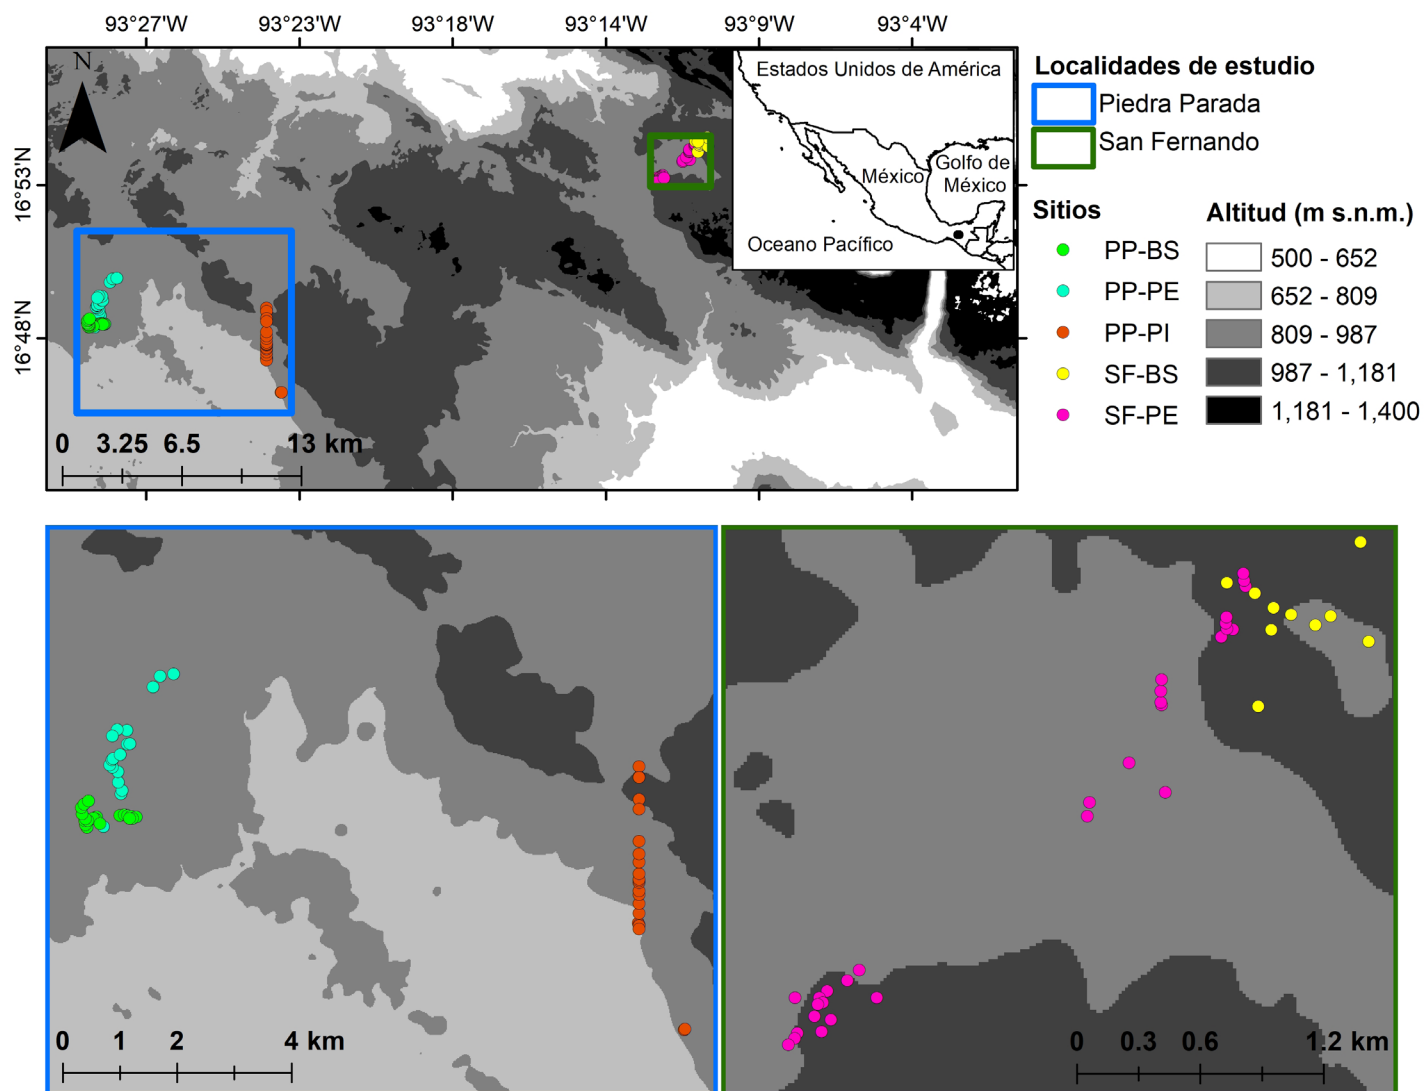 93°27'W 93°23'W 93°18'W 93°14'W 93°9'W 93°4'W
N
16°53'N
16°48'N
Estados Unidos de América
México
Golfo de
México
Oceano Pacífico
0 3.25 6.5 13 km
Localidades de estudio
Piedra Parada
San Fernando
Sitios
PP-BS
PP-PE
PP-PI
SF-BS
SF-PE
Altitud (m s.n.m.)
500 - 652
652 - 809
809 - 987
987 - 1,181
1,181 - 1,400
0 1 2 4 km
0 0.3 0.6 1.2 km